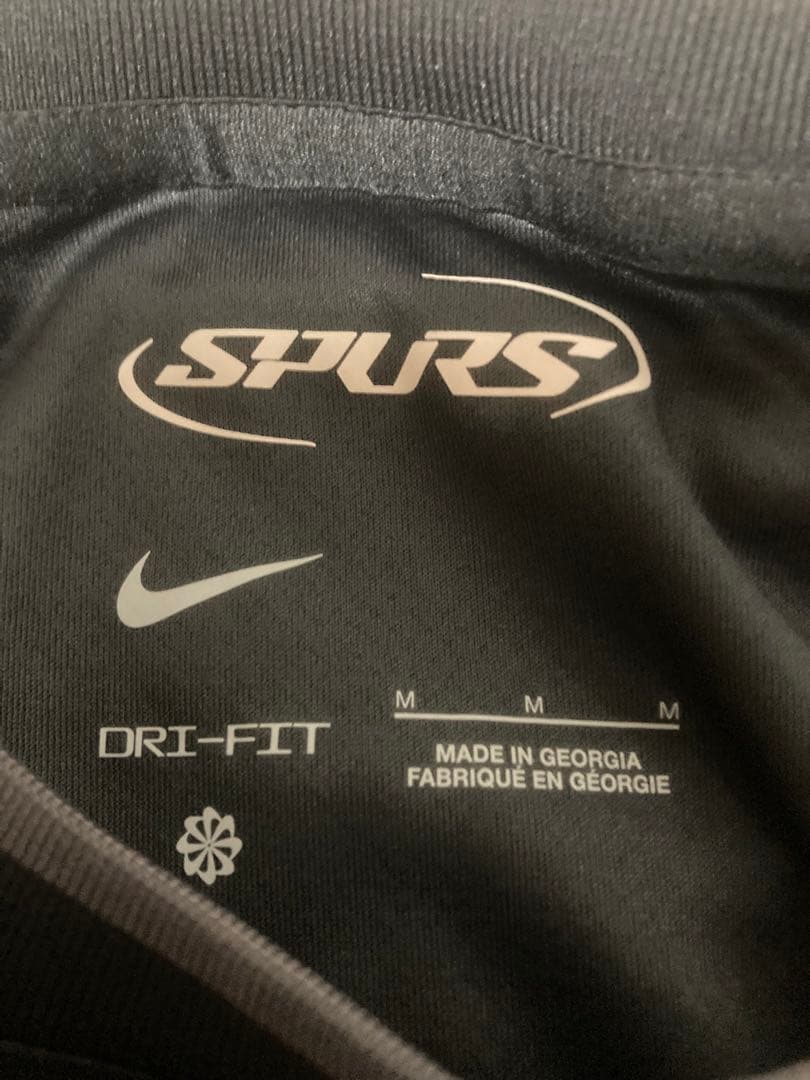 SPURS
DRI-FIT
M M M
MADE IN GEORGIA
FABRIQUÉ EN GÉORGIE